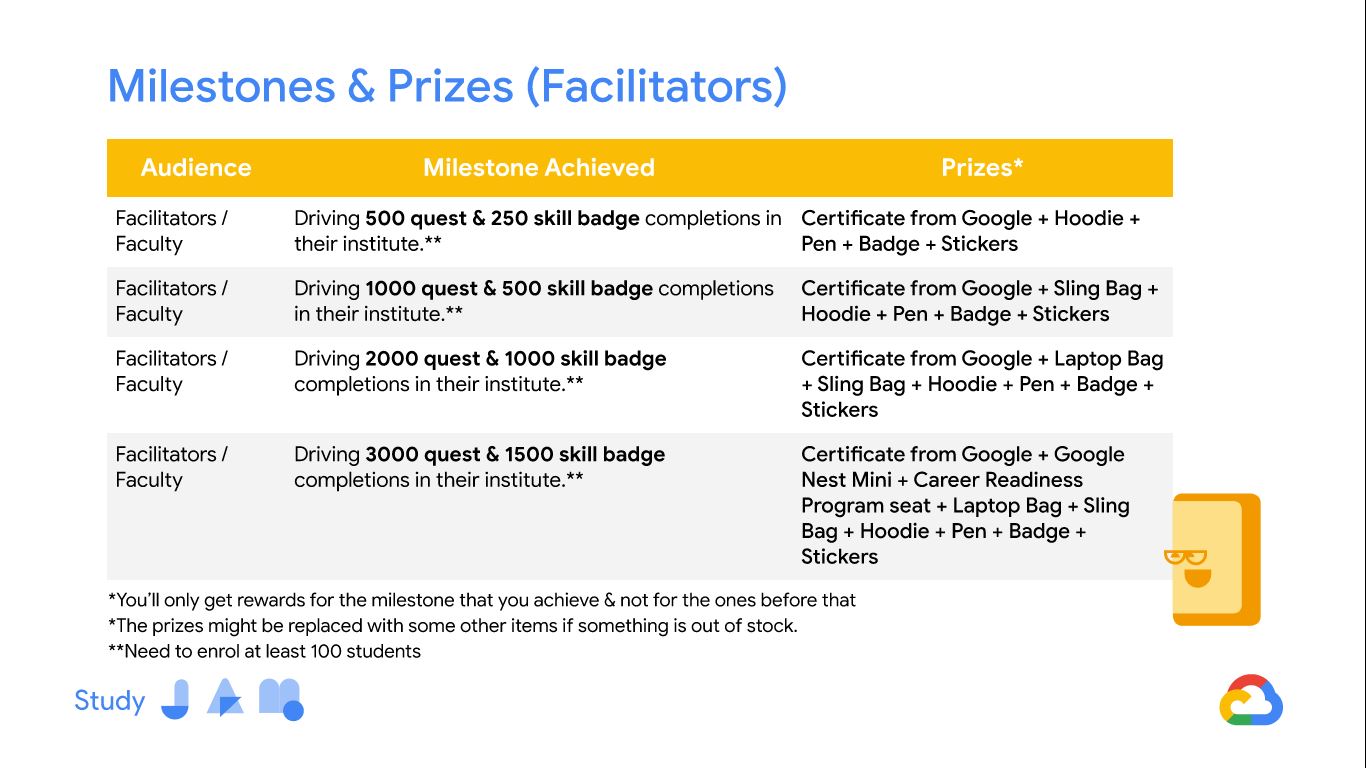 Milestones & Prizes (Facilitators)
Audience Milestone Achieved Prizes*
Facilitators / Driving 500 quest & 250 skill badge completions in Certificate from Google + Hoodie +
Faculty their institute.** Pen + Badge + Stickers
Facilitators / Driving 1000 quest & 500 skill badge completions Certificate from Google + Sling Bag +
Faculty in their institute.** Hoodie + Pen + Badge + Stickers
Facilitators / Driving 2000 quest & 1000 skill badge Certificate from Google + Laptop Bag
Faculty completions in their institute.** + Sling Bag + Hoodie + Pen + Badge +
Stickers
Facilitators / Driving 3000 quest & 1500 skill badge Certificate from Google + Google
Faculty completions in their institute.** Nest Mini + Career Readiness
Program seat + Laptop Bag + Sling
Bag + Hoodie + Pen + Badge +
Stickers
*You’ll only get rewards for the milestone that you achieve & not for the ones before that
*The prizes might be replaced with some other items if something is out of stock.
**Need to enrol at least 100 students
Study JAM